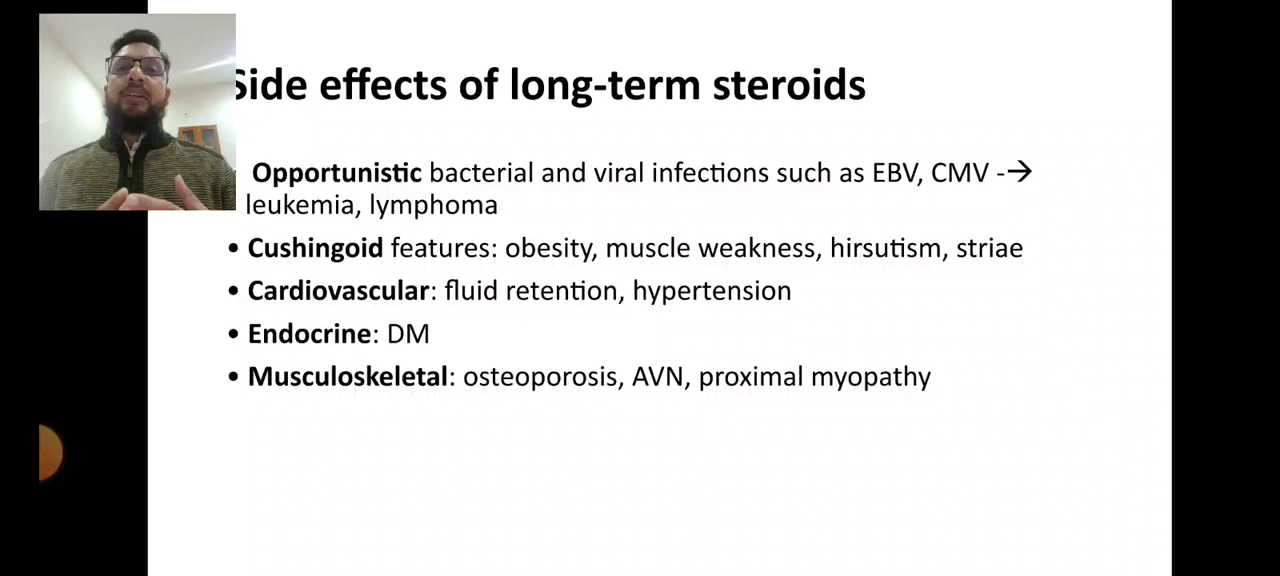 Side effects of long-term steroids
Opportunistic bacterial and viral infections such as EBV, CMV -→
leukemia, lymphoma
• Cushingoid features: obesity, muscle weakness, hirsutism, striae
• Cardiovascular: fluid retention, hypertension
• Endocrine: DM
• Musculoskeletal: osteoporosis, AVN, proximal myopathy